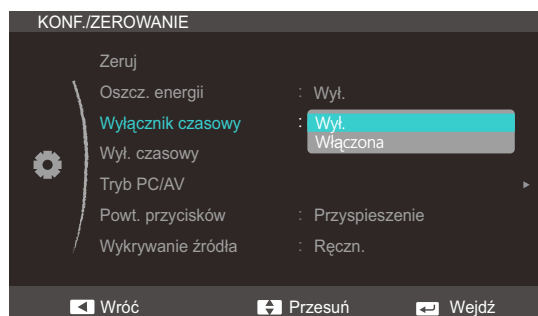 KONF./ZEROWANIE
Zeruj
Oszcz. energii : Wył.
Wyłącznik czasowy : Wył.
Włączona
Wył. czasowy
Tryb PC/AV
Powt. przycisków : Przyspieszenie
Wykrywanie źródła : Ręczn.
Wróć Przesuń Wejdź